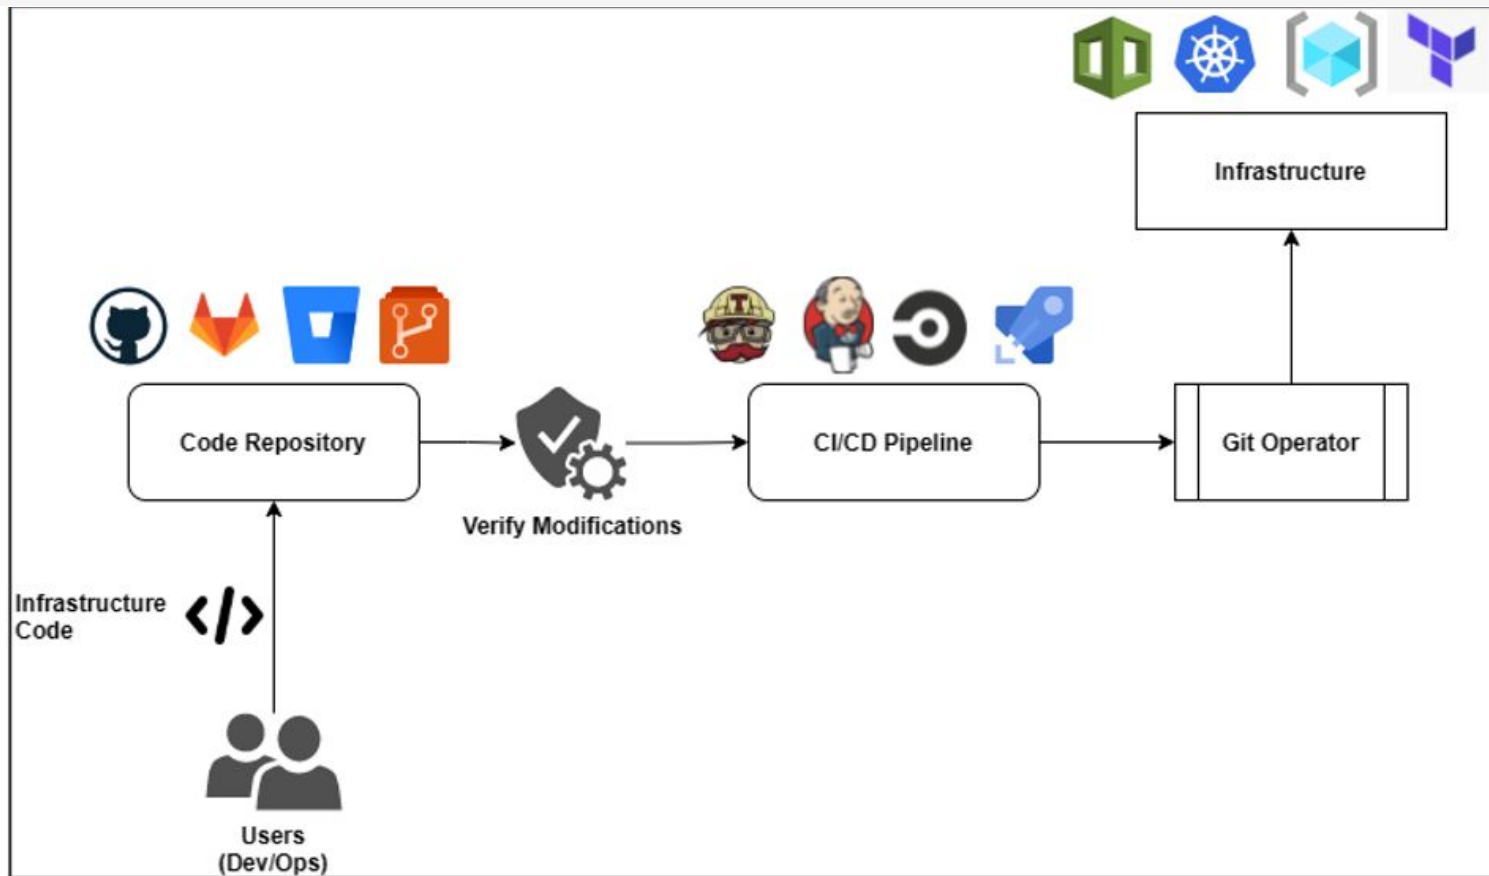 Infrastructure
Code Repository
CI/CD Pipeline
Git Operator
Verify Modifications
Infrastructure
Code
Users
(Dev/Ops)